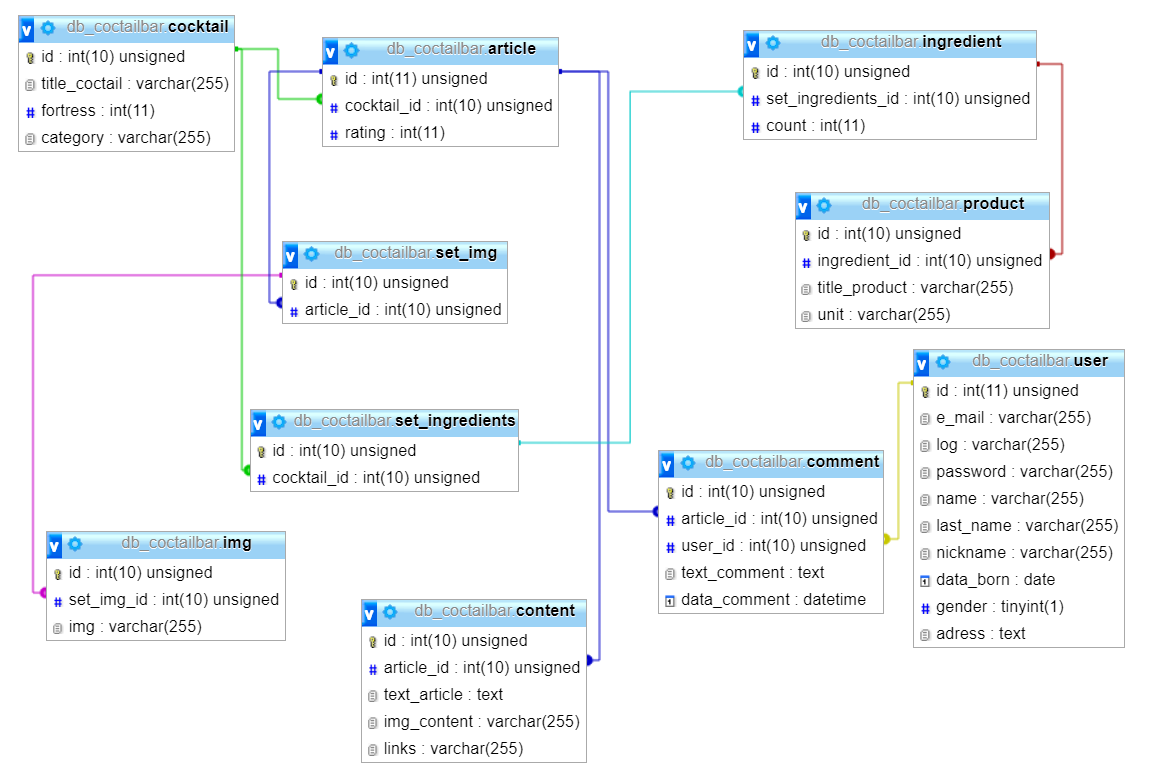 db_coctailbar.cocktail
id : int(10) unsigned
title_coctail : varchar(255)
fortress : int(11)
category : varchar(255)
db_coctailbar.article
id : int(11) unsigned
cocktail_id : int(10) unsigned
rating : int(11)
db_coctailbar.ingredient
id : int(10) unsigned
set_ingredients_id : int(10) unsigned
count : int(11)
db_coctailbar.product
id : int(10) unsigned
ingredient_id : int(10) unsigned
title_product : varchar(255)
unit : varchar(255)
db_coctailbar.set_img
id : int(10) unsigned
article_id : int(10) unsigned
db_coctailbar.user
id : int(11) unsigned
e_mail : varchar(255)
log : varchar(255)
password : varchar(255)
name : varchar(255)
last_name : varchar(255)
nickname : varchar(255)
data_born : date
gender : tinyint(1)
adress : text
db_coctailbar.set_ingredients
id : int(10) unsigned
cocktail_id : int(10) unsigned
db_coctailbar.comment
id : int(10) unsigned
article_id : int(10) unsigned
user_id : int(10) unsigned
text_comment : text
data_comment : datetime
db_coctailbar.img
id : int(10) unsigned
set_img_id : int(10) unsigned
img : varchar(255)
db_coctailbar.content
id : int(10) unsigned
article_id : int(10) unsigned
text_article : text
img_content : varchar(255)
links : varchar(255)